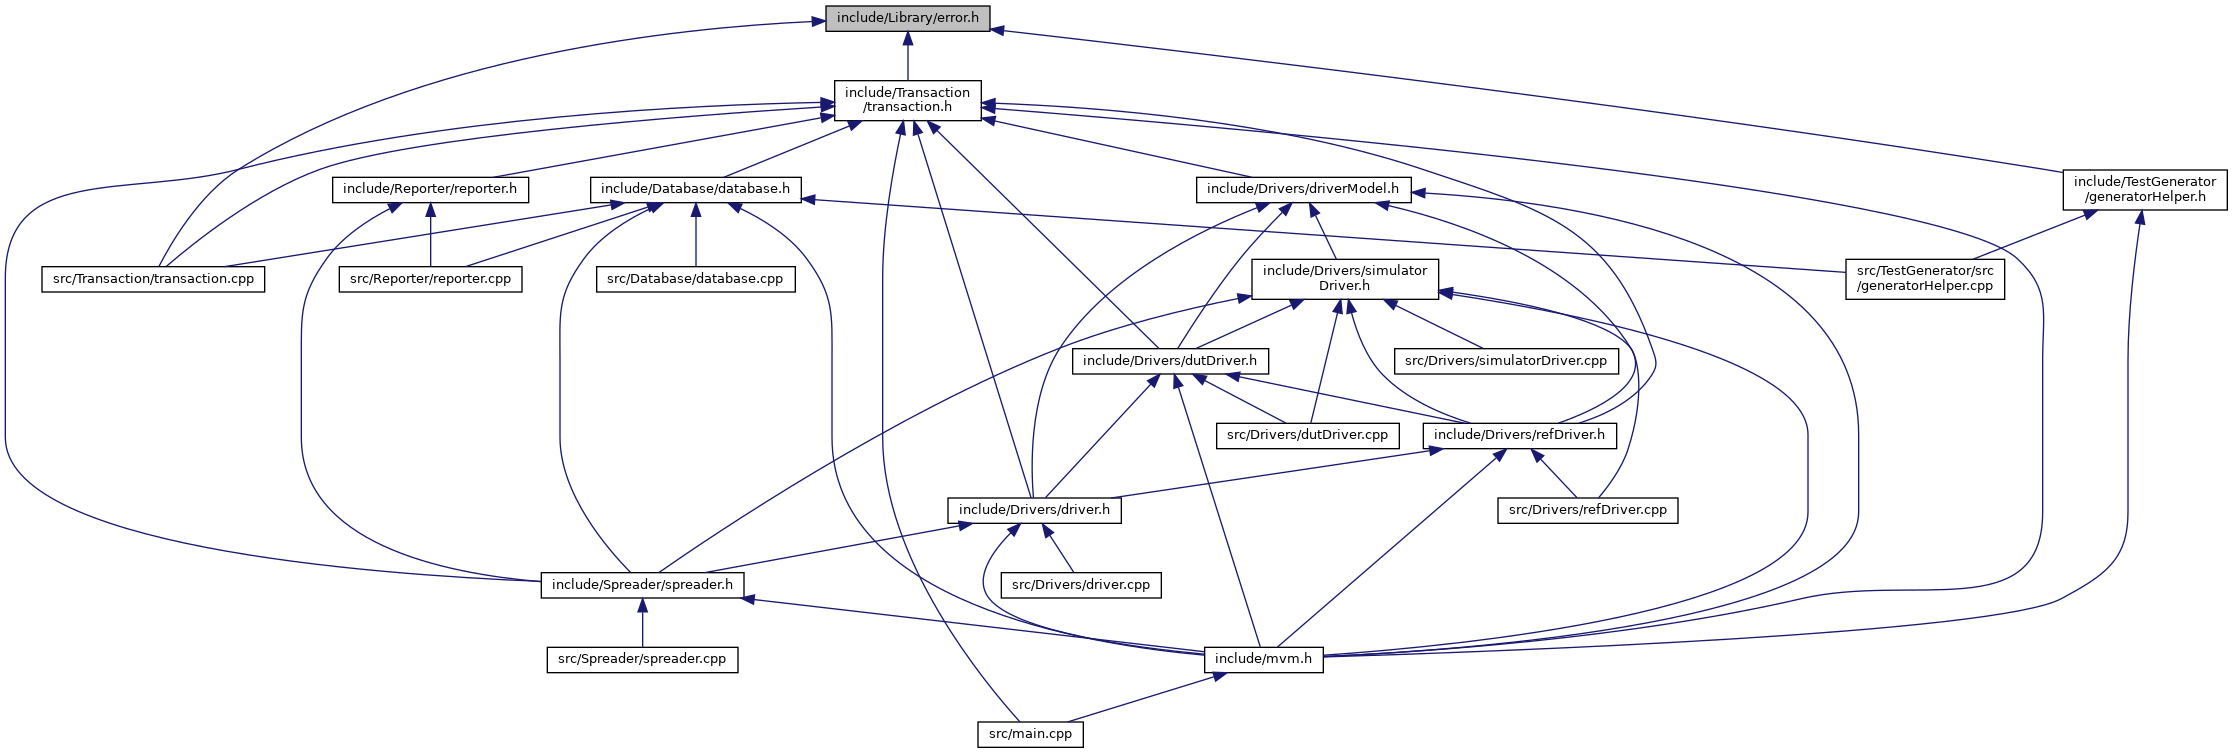 include/Library/error.h
include/Transaction
/transaction.h
include/Reporter/reporter.h
include/Database/database.h
include/Drivers/driverModel.h
include/TestGenerator
/generatorHelper.h
src/Transaction/transaction.cpp
src/Reporter/reporter.cpp
src/Database/database.cpp
include/Drivers/simulator
Driver.h
src/TestGenerator/src
/generatorHelper.cpp
include/Drivers/dutDriver.h
src/Drivers/simulatorDriver.cpp
src/Drivers/dutDriver.cpp
include/Drivers/refDriver.h
include/Drivers/driver.h
src/Drivers/refDriver.cpp
include/Spreader/spreader.h
src/Drivers/driver.cpp
src/Spreader/spreader.cpp
include/mvm.h
src/main.cpp